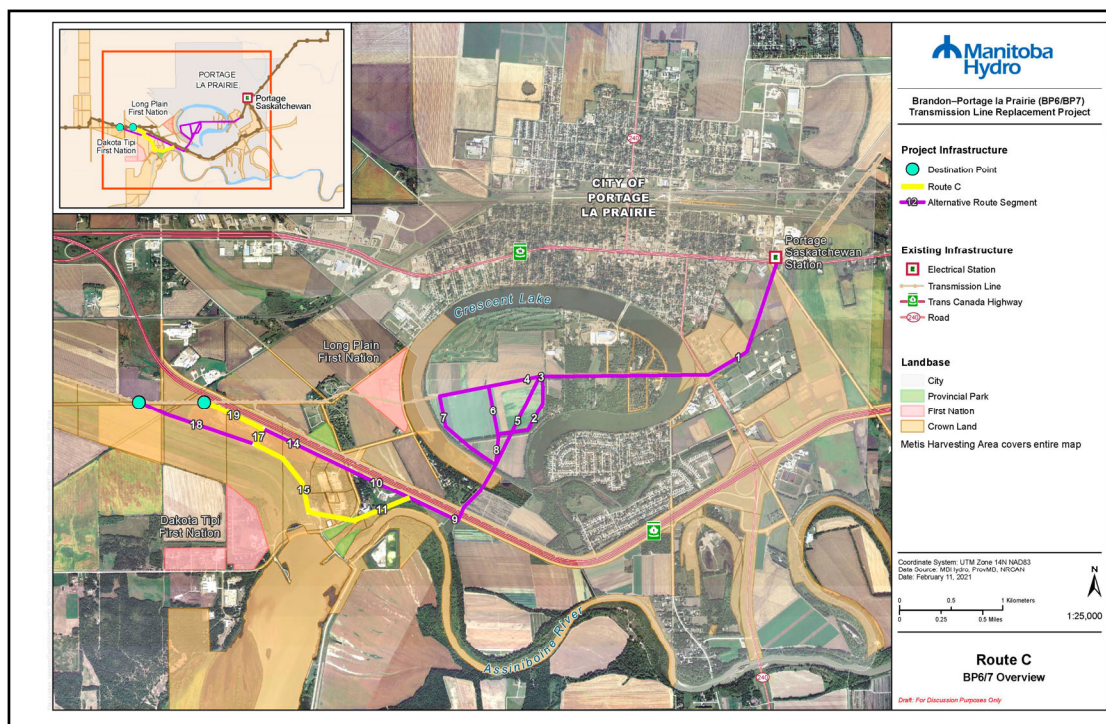 PORTAGE
LA PRAIRIE
Long Plain
First Nation
Portage
Saskatchewan
Dakota Tipi
First Nation
240
CITY OF
PORTAGE
LA PRAIRIE
Portage
Saskatchewan
Station
Crescent Lake
Long Plain
First Nation
1
3
4
7
6
2
5
8
19
18
17
14
10
9
15
11
Dakota Tipi
First Nation
Assiniboine River
240
Manitoba
Hydro
Brandon–Portage la Prairie (BP6/BP7)
Transmission Line Replacement Project
Project Infrastructure
Destination Point
Route C
12 Alternative Route Segment
Existing Infrastructure
Electrical Station
Transmission Line
Trans Canada Highway
240 Road
Landbase
City
Provincial Park
First Nation
Crown Land
Metis Harvesting Area covers entire map
Coordinate System: UTM Zone 14N NAD83
Data Source: MBHydro, ProvMB, NRCAN
Date: February 11, 2021
N
0 0.5 1 Kilometers
0 0.25 0.5 Miles
1:25,000
Route C
BP6/7 Overview
Draft: For Discussion Purposes Only